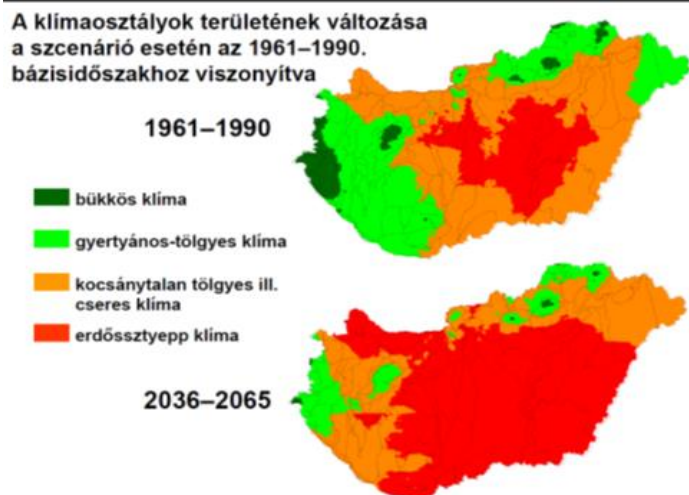 A klímaosztályok területének változása
a szcenárió esetén az 1961–1990.
bázisidőszakhoz viszonyítva
1961–1990
bükkös klíma
gyertyános-tölgyes klíma
kocsánytalan tölgyes ill.
cseres klíma
erdőssztyepp klíma
2036–2065